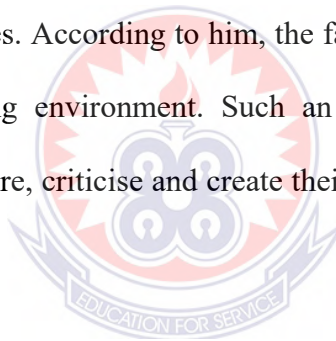 es. According to him, the fa
g environment. Such an
re, criticise and create thei
EDUCATION FOR SERVICE